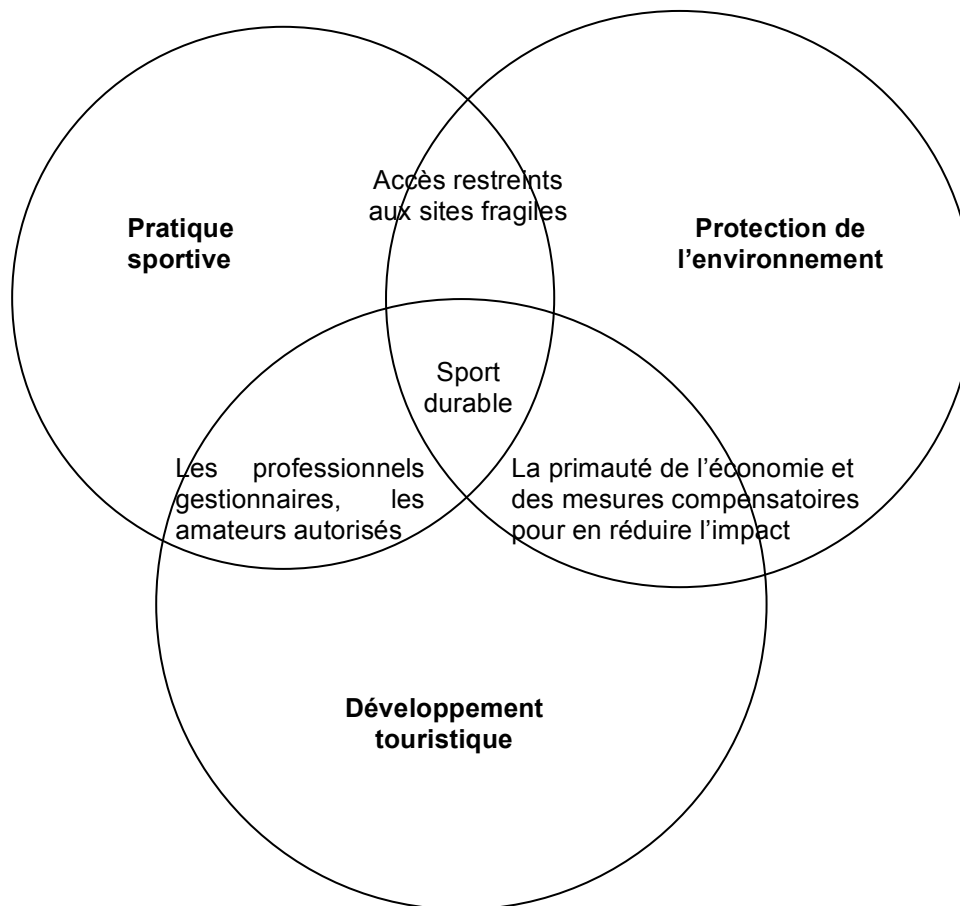 Accès restreints
aux sites fragiles
Pratique
sportive
Protection de
l’environnement
Sport
durable
Les professionnels
gestionnaires, les
amateurs autorisés
La primauté de l’économie et
des mesures compensatoires
pour en réduire l’impact
Développement
touristique